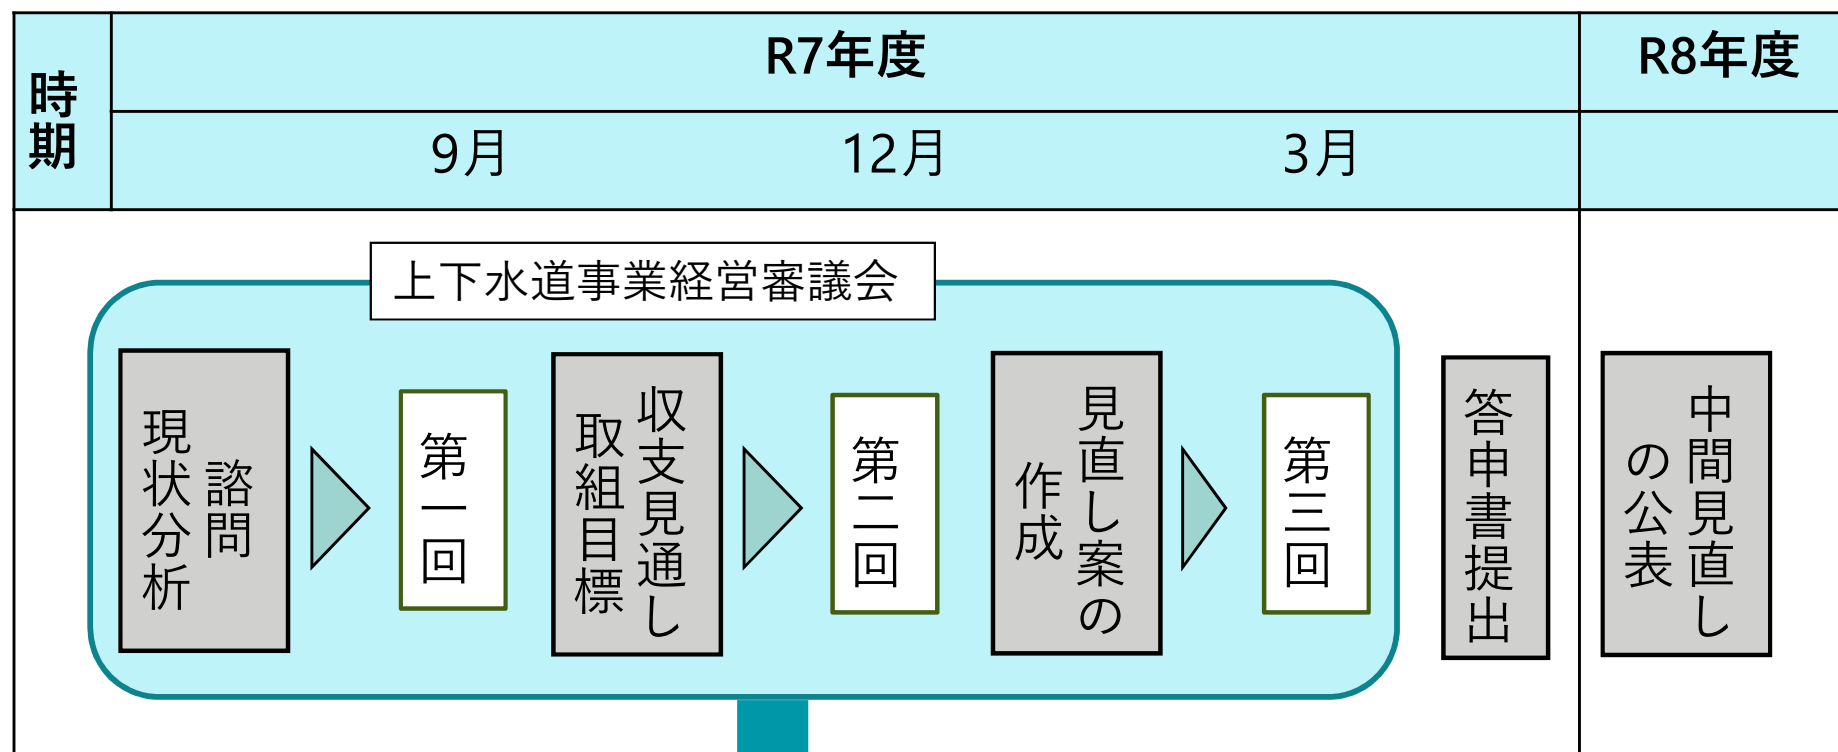 時期
R7年度
R8年度
9月
12月
3月
上下水道事業経営審議会
諮問
現状分析
第一回
収支見通し
取組目標
第二回
見直し案の
作成
第三回
答申書提出
中間見直し
の公表